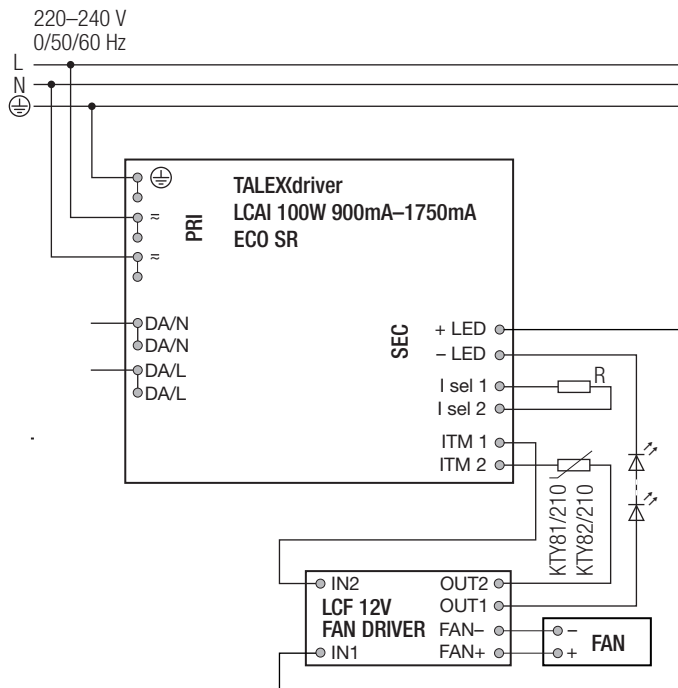 220–240 V
0/50/60 Hz
L
N
TALEXXdriver
LCAI 100W 900mA–1750mA
ECO SR
PRI
≂
≂
DA/N
DA/N
DA/L
DA/L
SEC
+ LED
– LED
I sel 1
I sel 2
ITM 1
ITM 2
R
KTY81/210
KTY82/210
IN2
LCF 12V
FAN DRIVER
IN1
OUT2
OUT1
FAN–
FAN+
–
+
FAN